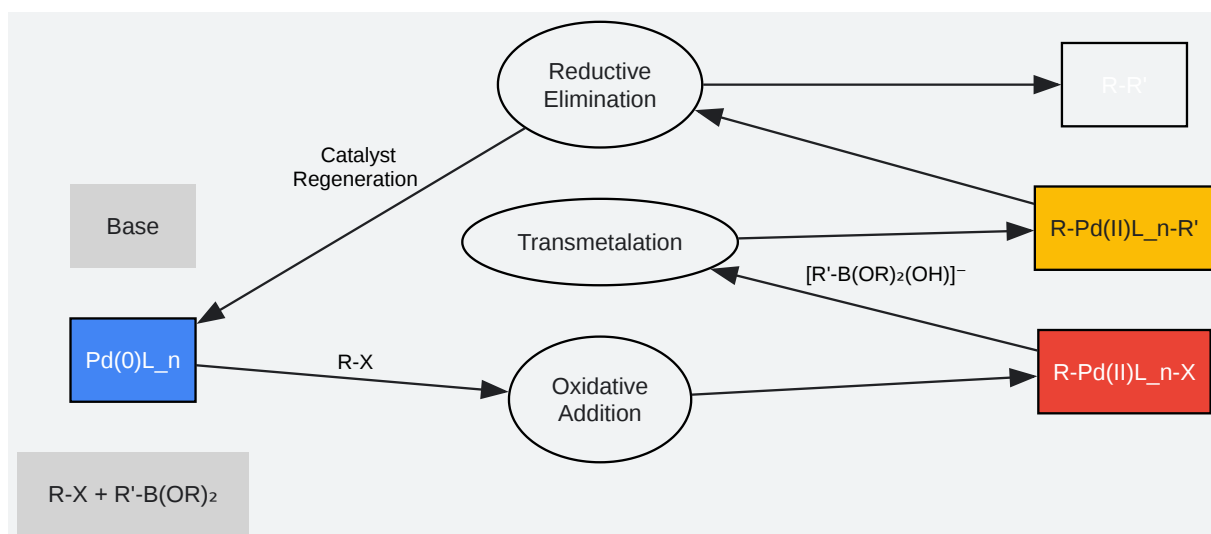 Reductive
Elimination
R-R'
Catalyst
Regeneration
Base
Transmetalation
R-Pd(II)L_n-R'
[R'-B(OR)₂(OH)]⁻
Pd(0)L_n
R-X
Oxidative
Addition
R-Pd(II)L_n-X
R-X + R'-B(OR)₂